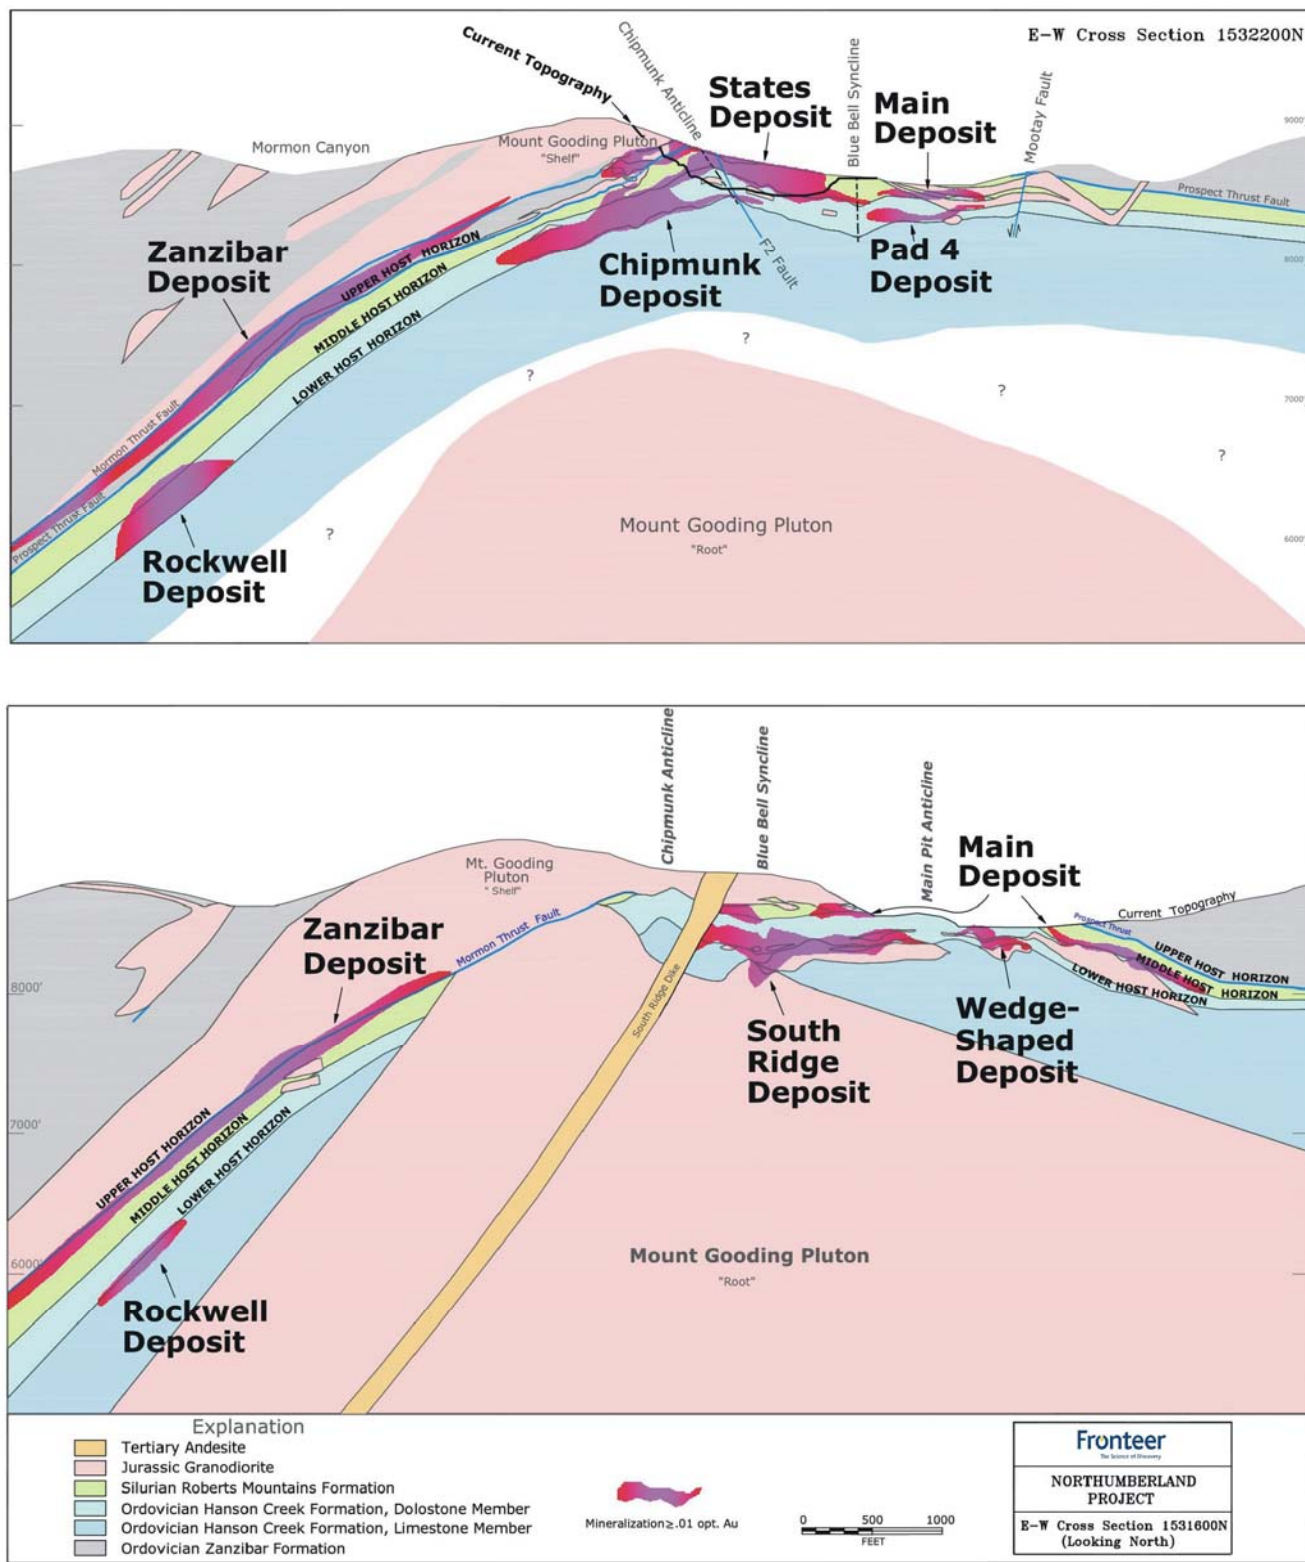 E-W Cross Section 1532200N
Current Topography
Chipmunk Anticline
States
Deposit
Blue Bell Syncline
Main
Deposit
Mootay Fault
9000'
Mormon Canyon
Mount Gooding Pluton
"Shelf"
Prospect Thrust Fault
Zanzibar
Deposit
UPPER HOST HORIZON
MIDDLE HOST HORIZON
LOWER HOST HORIZON
Chipmunk
Deposit
F2 Fault
Pad 4
Deposit
8000'
?
?
?
7000'
?
Mormon Thrust Fault
Prospect Thrust Fault
Rockwell
Deposit
?
Mount Gooding Pluton
"Root"
6000'
Chipmunk Anticline
Blue Bell Syncline
Main Pit Anticline
Main
Deposit
Mt. Gooding
Pluton
"Shelf"
Current Topography
Prospect Thrust
Zanzibar
Deposit
Mormon Thrust Fault
UPPER HOST HORIZON
MIDDLE HOST HORIZON
LOWER HOST HORIZON
8000'
South Ridge Dike
South
Ridge
Deposit
Wedge-
Shaped
Deposit
7000'
UPPER HOST HORIZON
MIDDLE HOST HORIZON
LOWER HOST HORIZON
6000'
Mount Gooding Pluton
"Root"
Rockwell
Deposit
Explanation
Tertiary Andesite
Jurassic Granodiorite
Silurian Roberts Mountains Formation
Ordovician Hanson Creek Formation, Dolostone Member
Ordovician Hanson Creek Formation, Limestone Member
Ordovician Zanzibar Formation
Mineralization≥.01 opt. Au
0 500 1000
FEET
Fronteer
The Science of Discovery
NORTHUMBERLAND
PROJECT
E-W Cross Section 1531600N
(Looking North)